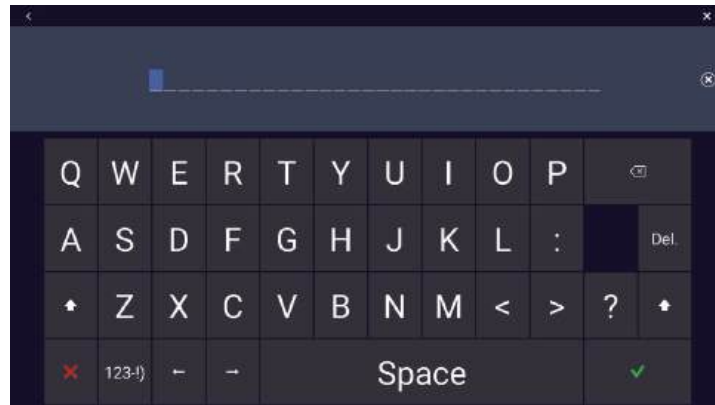 Q W E R T Y U I O P
A S D F G H J K L : Del.
Z X C V B N M < > ?
123-!) ← → Space